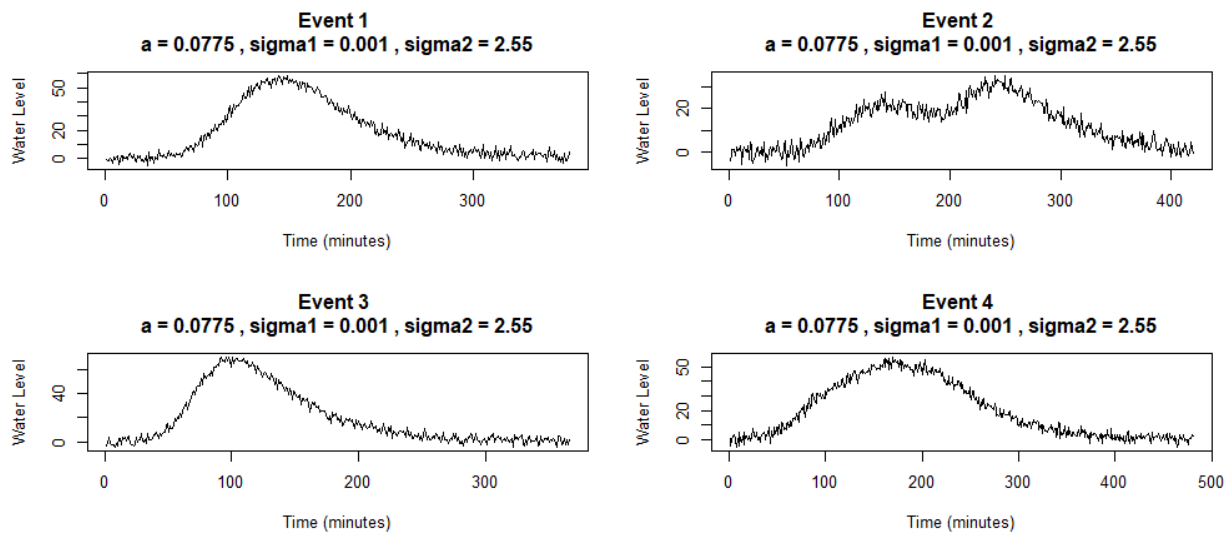 Event 1
a = 0.0775 , sigma1 = 0.001 , sigma2 = 2.55
Water Level
0
20
50
0
100
200
300
Time (minutes)
Event 2
a = 0.0775 , sigma1 = 0.001 , sigma2 = 2.55
Water Level
0
20
0
100
200
300
400
Time (minutes)
Event 3
a = 0.0775 , sigma1 = 0.001 , sigma2 = 2.55
Water Level
0
40
0
100
200
300
Time (minutes)
Event 4
a = 0.0775 , sigma1 = 0.001 , sigma2 = 2.55
Water Level
0
20
50
0
100
200
300
400
500
Time (minutes)